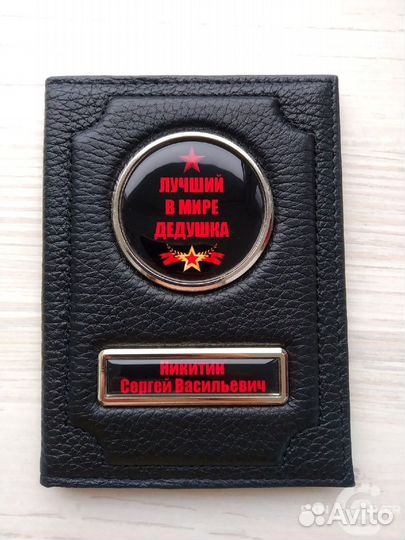 ЛУЧШИЙ
В МИРЕ
ДЕДУШКА
НИКИТИН
Сергей Васильевич
Avito